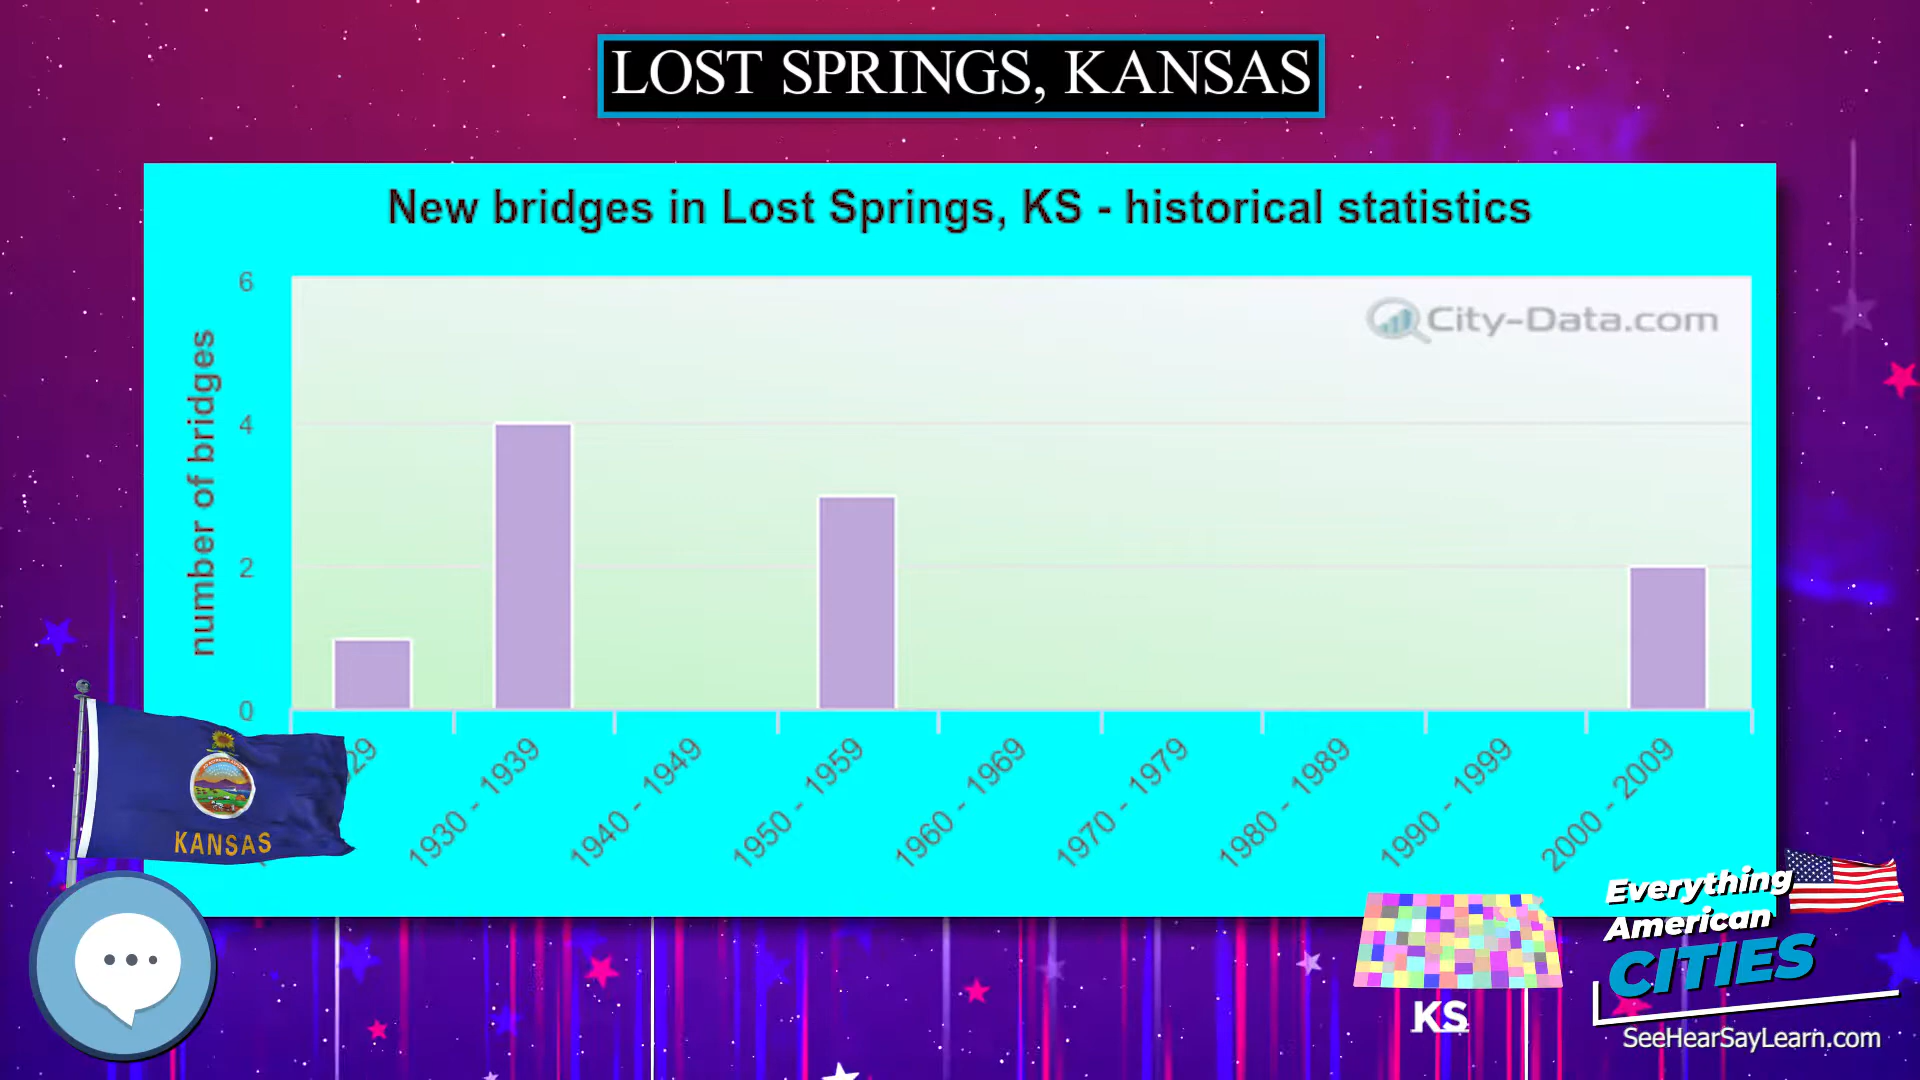 LOST SPRINGS, KANSAS
New bridges in Lost Springs, KS - historical statistics
City-Data.com
number of bridges
6
4
2
0
29
1930 - 1939
1940 - 1949
1950 - 1959
1960 - 1969
1970 - 1979
1980 - 1989
1990 - 1999
2000 - 2009
KANSAS
Everything
American
CITIES
KS
SeeHearSayLearn.com